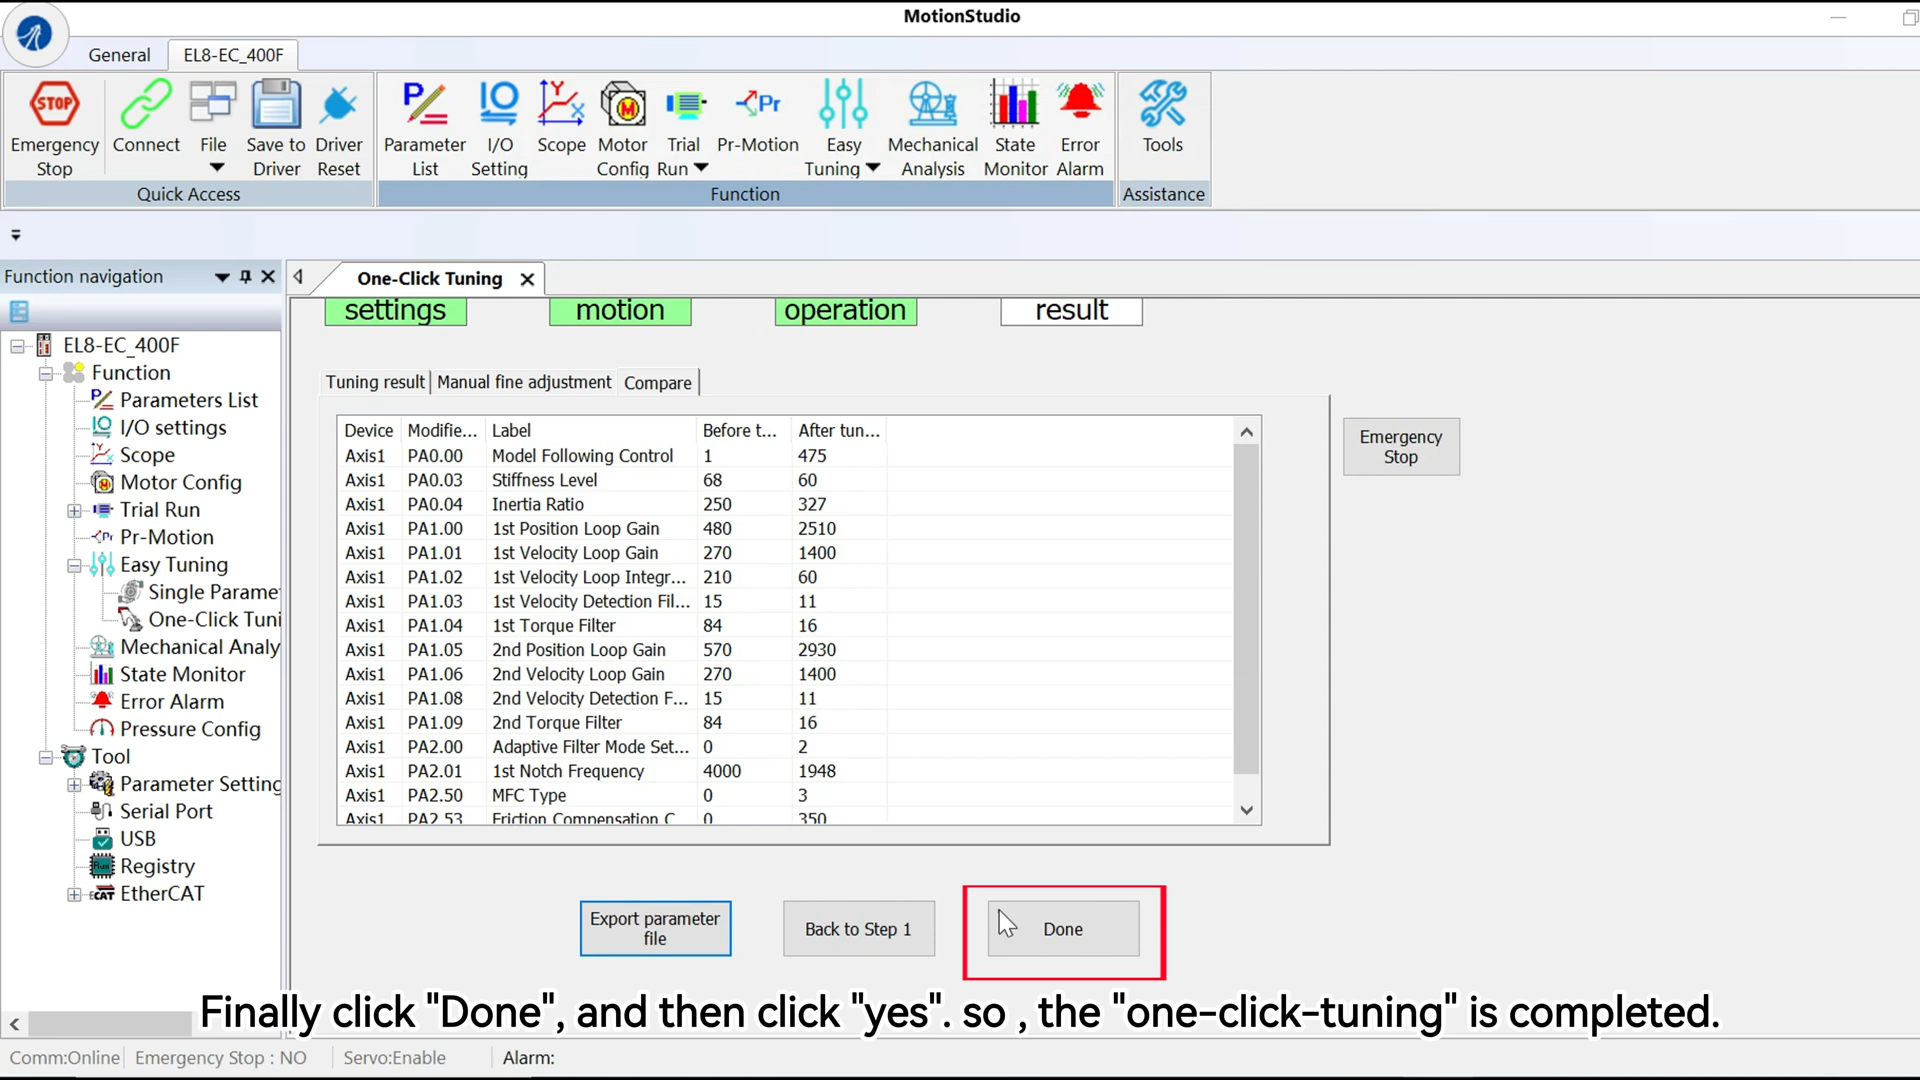 MotionStudio
General
EL8-EC_400F
STOP
Emergency Stop
Connect
File
Save to Driver
Driver Reset
Parameter List
I/O Setting
Scope
Motor Config
Trial Run
Pr-Motion
Easy Tuning
Mechanical Analysis
State Monitor
Error Alarm
Tools
Quick Access
Function
Assistance
Function navigation
One-Click Tuning
settings
motion
operation
result
EL8-EC_400F
Function
Parameters List
I/O settings
Scope
Motor Config
Trial Run
Pr-Motion
Easy Tuning
Single Paramet
One-Click Tuni
Mechanical Analy
State Monitor
Error Alarm
Pressure Config
Tool
Parameter Setting
Serial Port
USB
Registry
EtherCAT
Tuning result
Manual fine adjustment
Compare
Device Modifie... Label Before t... After tun...
Axis1 PA0.00 Model Following Control 1 475
Axis1 PA0.03 Stiffness Level 68 60
Axis1 PA0.04 Inertia Ratio 250 327
Axis1 PA1.00 1st Position Loop Gain 480 2510
Axis1 PA1.01 1st Velocity Loop Gain 270 1400
Axis1 PA1.02 1st Velocity Loop Integr... 210 60
Axis1 PA1.03 1st Velocity Detection Fil... 15 11
Axis1 PA1.04 1st Torque Filter 84 16
Axis1 PA1.05 2nd Position Loop Gain 570 2930
Axis1 PA1.06 2nd Velocity Loop Gain 270 1400
Axis1 PA1.08 2nd Velocity Detection F... 15 11
Axis1 PA1.09 2nd Torque Filter 84 16
Axis1 PA2.00 Adaptive Filter Mode Set... 0 2
Axis1 PA2.01 1st Notch Frequency 4000 1948
Axis1 PA2.50 MFC Type 0 3
Axis1 PA2.53 Friction Compensation C... 0 350
Emergency Stop
Export parameter file
Back to Step 1
Done
Finally click "Done", and then click "yes". so , the "one-click-tuning" is completed.
Comm:Online Emergency Stop : NO Servo:Enable Alarm: